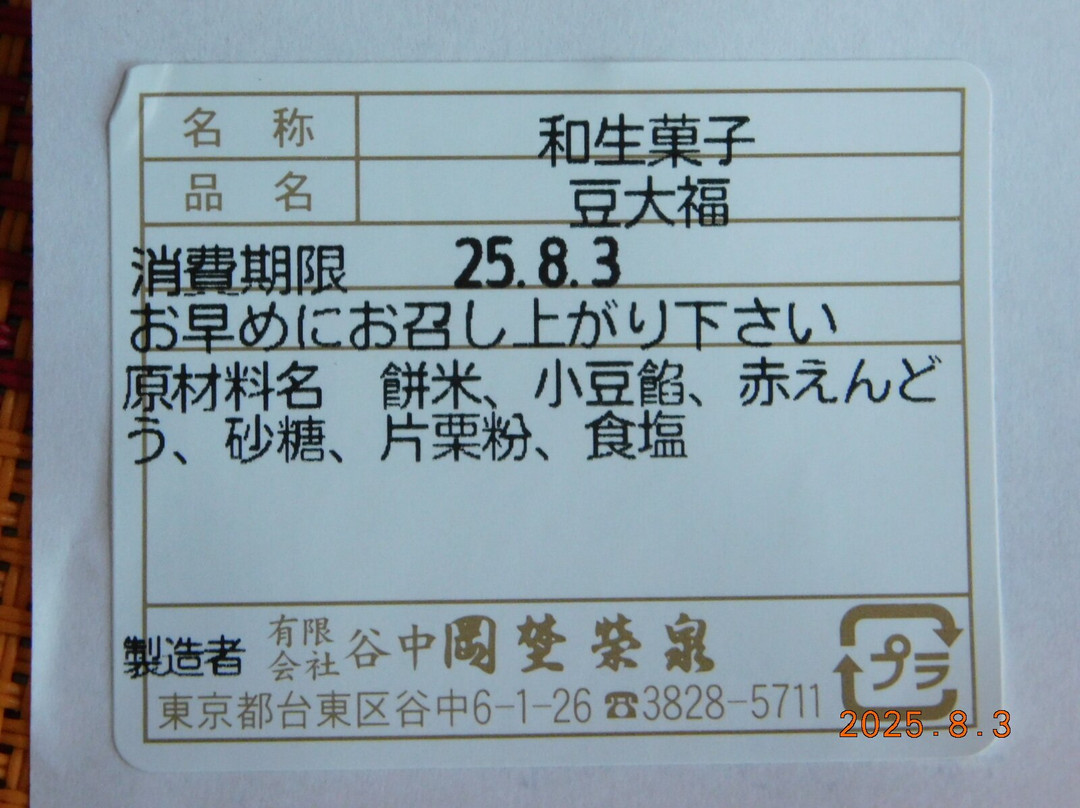 名 称 和生菓子
品 名 豆大福
消費期限 25.8.3
お早めにお召し上がり下さい
原材料名 餅米、小豆餡、赤えんど
う、砂糖、片栗粉、食塩
製造者 有限会社 谷中岡埜榮泉
東京都台東区谷中6-1-26 ☎3828-5711
プラ
2025.8.3